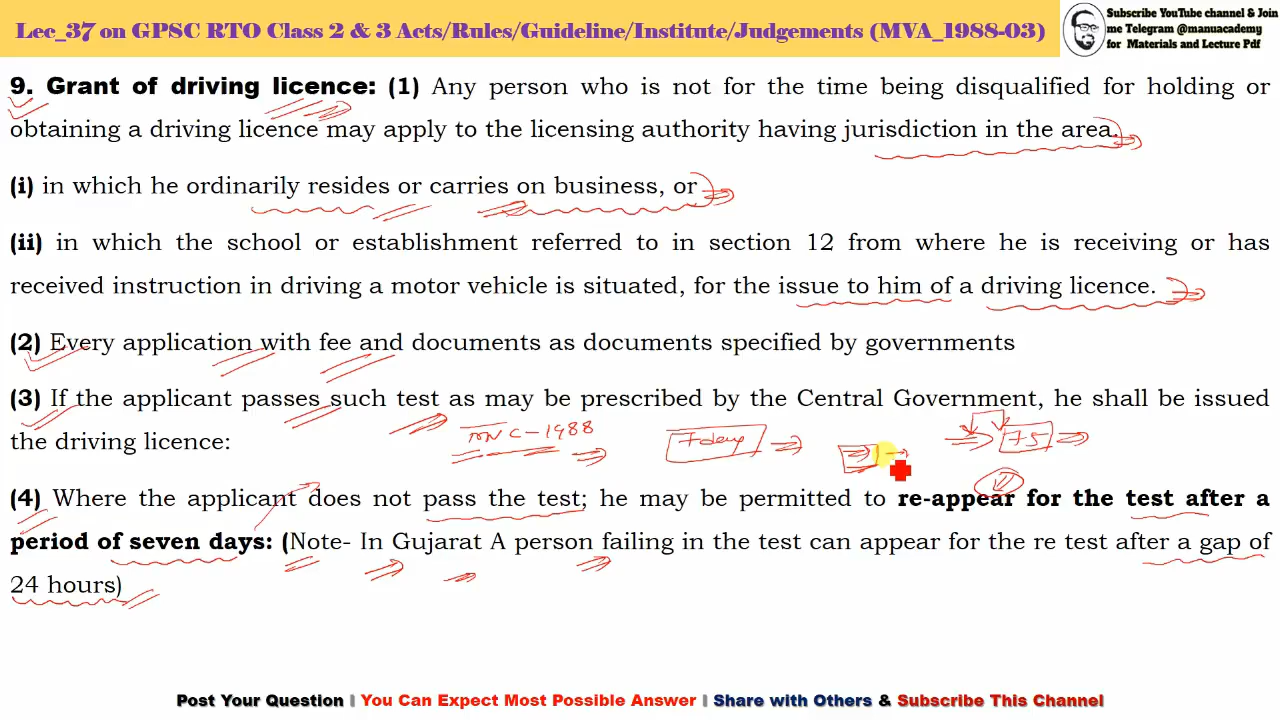 Lec_37 on GPSC RTO Class 2 & 3 Acts/Rules/Guideline/Institute/Judgements (MVA_1988-03)
Subscribe YouTube channel & Join
me Telegram @manuacademy
for Materials and Lecture Pdf
9. Grant of driving licence: (1) Any person who is not for the time being disqualified for holding or
obtaining a driving licence may apply to the licensing authority having jurisdiction in the area.
(i) in which he ordinarily resides or carries on business, or
(ii) in which the school or establishment referred to in section 12 from where he is receiving or has
received instruction in driving a motor vehicle is situated, for the issue to him of a driving licence.
(2) Every application with fee and documents as documents specified by governments
(3) If the applicant passes such test as may be prescribed by the Central Government, he shall be issued
the driving licence:
1988
7 day
75
(4) Where the applicant does not pass the test; he may be permitted to re-appear for the test after a
period of seven days: (Note- In Gujarat A person failing in the test can appear for the re test after a gap of
24 hours)
Post Your Question | You Can Expect Most Possible Answer | Share with Others & Subscribe This Channel